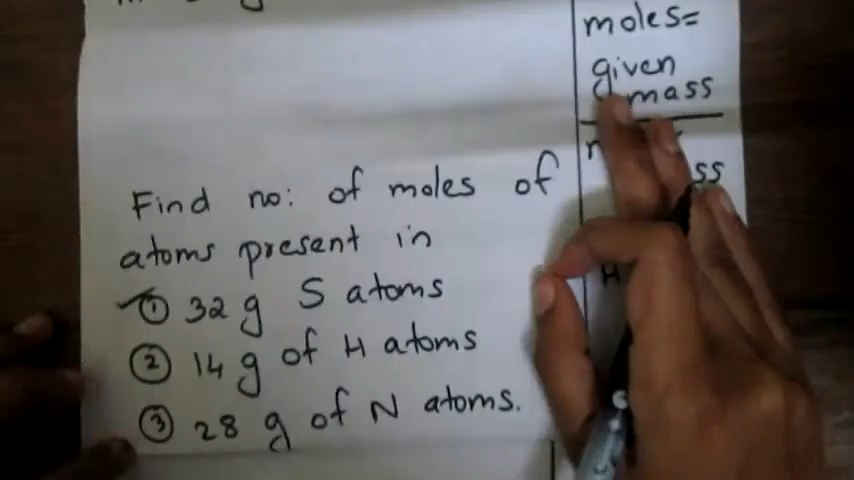 Find no: of moles of
atoms present in
① 32 g S atoms
② 14 g of H atoms
③ 28 g of N atoms.
moles=
given
mass
ss
H